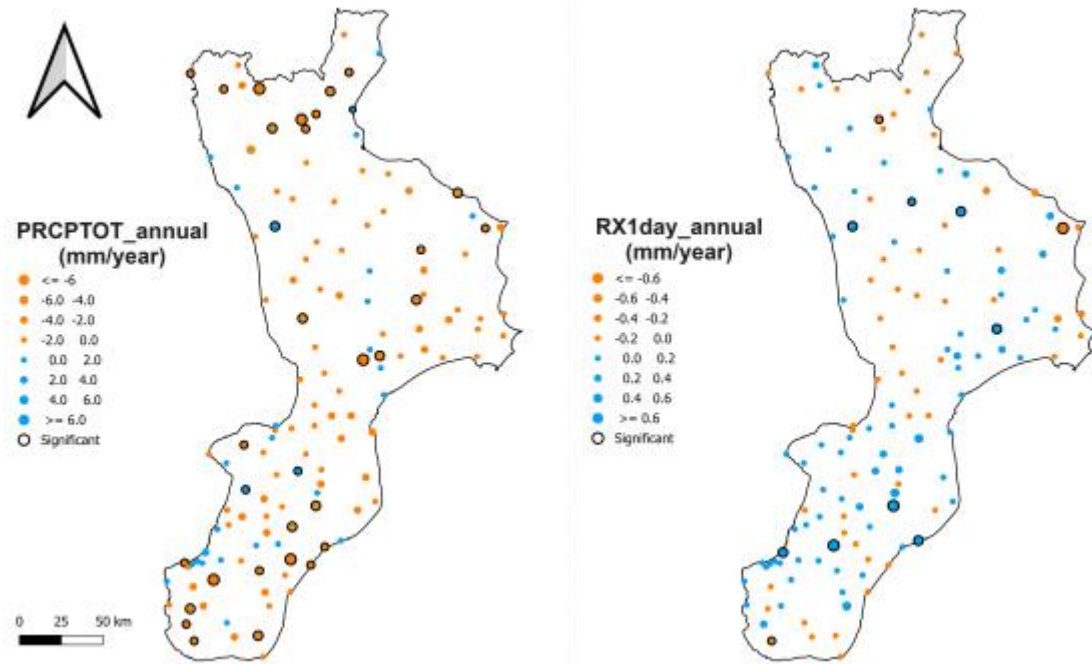 PRCPTOT_annual
(mm/year)
<= -6
-6.0 -4.0
-4.0 -2.0
-2.0 0.0
0.0 2.0
2.0 4.0
4.0 6.0
>= 6.0
Significant
0 25 50 km
RX1day_annual
(mm/year)
<= -0.6
-0.6 -0.4
-0.4 -0.2
-0.2 0.0
0.0 0.2
0.2 0.4
0.4 0.6
>= 0.6
Significant